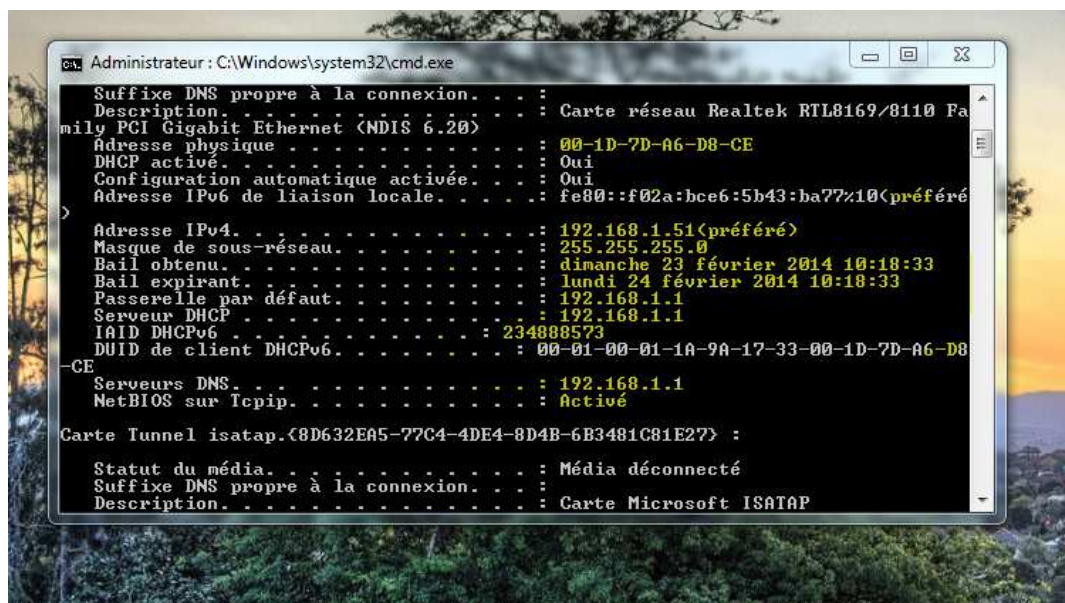 Administrateur : C:\Windows\system32\cmd.exe
Suffixe DNS propre à la connexion. . . :
Description. . . . . . . . . . . . . . : Carte réseau Realtek RTL8169/8110 Fa
mily PCI Gigabit Ethernet (NDIS 6.20)
Adresse physique . . . . . . . . . . . : 00-1D-7D-A6-D8-CE
DHCP activé. . . . . . . . . . . . . . : Oui
Configuration automatique activée. . . : Oui
Adresse IPv6 de liaison locale. . . . .: fe80::f02a:bce6:5b43:ba77%10(préféré
)
Adresse IPv4. . . . . . . . . . . . . .: 192.168.1.51(préféré)
Masque de sous-réseau. . . . . . . . . : 255.255.255.0
Bail obtenu. . . . . . . . . . . . . . : dimanche 23 février 2014 10:18:33
Bail expirant. . . . . . . . . . . . . : lundi 24 février 2014 10:18:33
Passerelle par défaut. . . . . . . . . : 192.168.1.1
Serveur DHCP . . . . . . . . . . . . . : 192.168.1.1
IAID DHCPv6 . . . . . . . . . . . : 234888573
DUID de client DHCPv6. . . . . . . . : 00-01-00-01-1A-9A-17-33-00-1D-7D-A6-D8
-CE
Serveurs DNS. . . . . . . . . . . . . : 192.168.1.1
NetBIOS sur Tcpip. . . . . . . . . . . : Activé
Carte Tunnel isatap.{8D632EA5-77C4-4DE4-8D4B-6B3481C81E27} :
Statut du média. . . . . . . . . . . . : Média déconnecté
Suffixe DNS propre à la connexion. . . :
Description. . . . . . . . . . . . . . : Carte Microsoft ISATAP